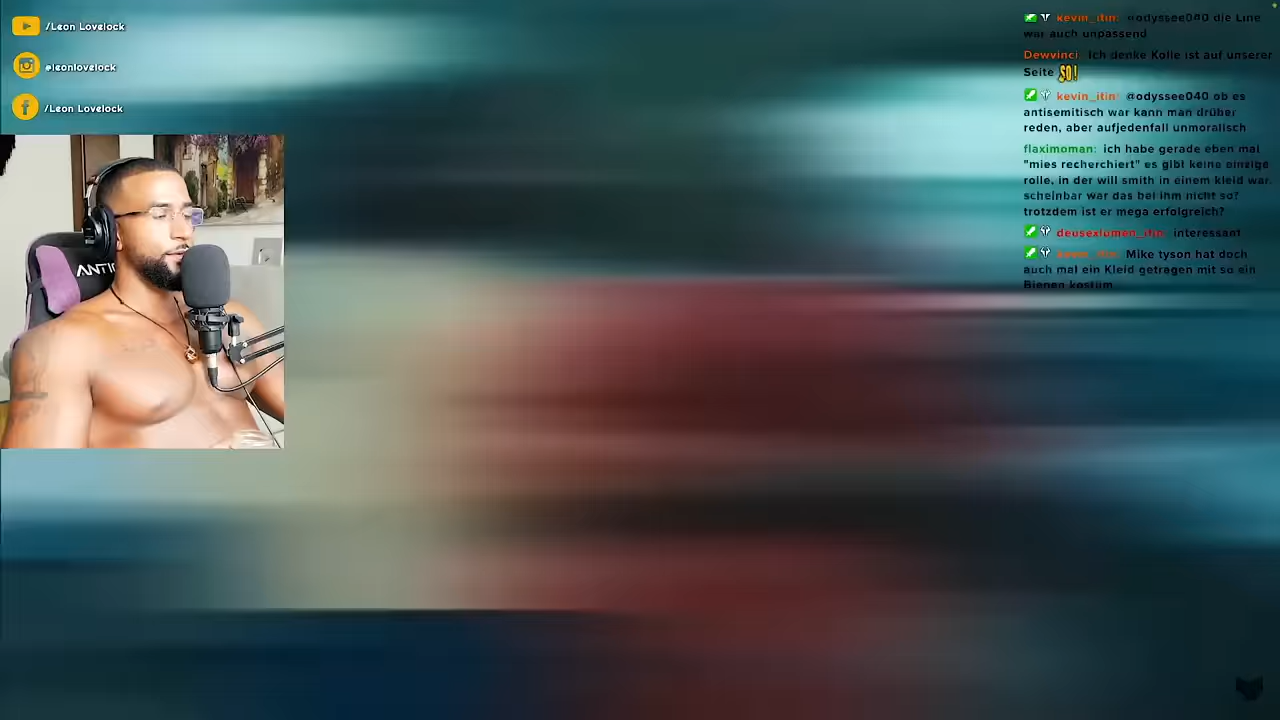 /Leon Lovelock
@leonlovelock
/Leon Lovelock
ANTI
kevin_itin: @odyssee040 die Line
war auch unpassend
Dewvinci: Ich denke Kolle ist auf unserer
Seite SO!
kevin_itin: @odyssee040 ob es
antisemitisch war kann man drüber
reden, aber aufjedenfall unmoralisch
flaximoman: ich habe gerade eben mal
"mies recherchiert" es gibt keine einzige
rolle, in der will smith in einem kleid war.
scheinbar war das bei ihm nicht so?
trotzdem ist er mega erfolgreich?
deusexlumen_itin: interessant
kevin_itin: Mike tyson hat doch
auch mal ein Kleid getragen mit so ein
Bienen kostüm